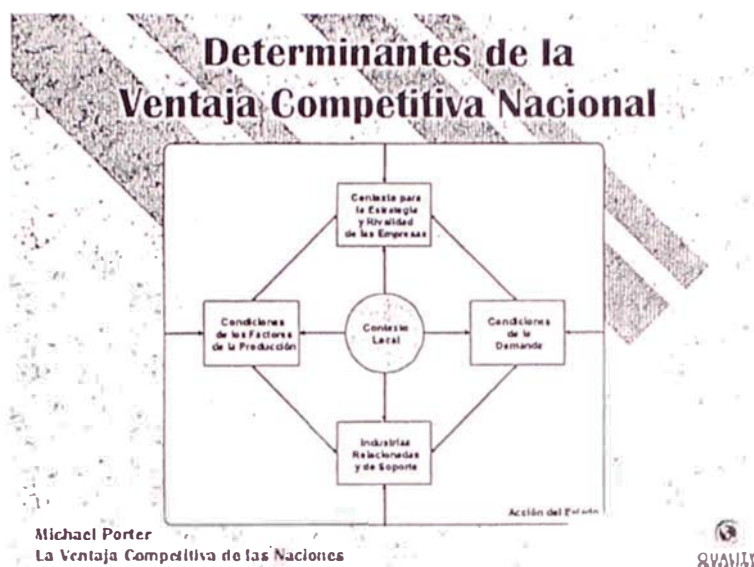 Determinantes de la
Ventaja Competitiva Nacional
Contexto para
la Estrategia
y Rivalidad
de las Empresas
Condiciones
de los Factores
de la Producción
Contexto
Local
Condiciones
de la
Demanda
Industrias
Relacionadas
y de Soporte
Acción del Estado
Michael Porter
La Ventaja Competitiva de las Naciones
QUALITY